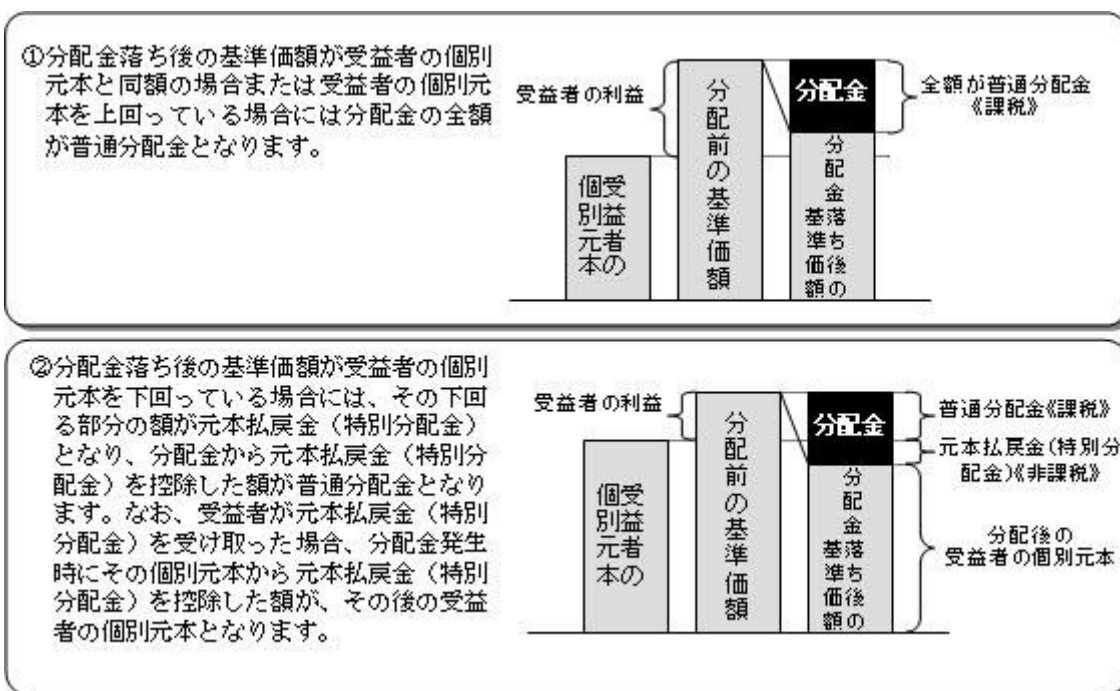 ①分配金落ち後の基準価額が受益者の個別
元本と同額の場合または受益者の個別元
本を上回っている場合には分配金の全額
が普通分配金となります。
受益者の利益
受益者の
個別元本
分配前の基準価額
分配金
分配金落ち後の
基準価額
全額が普通分配金
《課税》
②分配金落ち後の基準価額が受益者の個別
元本を下回っている場合には、その下回
る部分の額が元本払戻金（特別分配金）
となり、分配金から元本払戻金（特別分
配金）を控除した額が普通分配金となり
ます。なお、受益者が元本払戻金（特別
分配金）を受け取った場合、分配金発生
時にその個別元本から元本払戻金（特別
分配金）を控除した額が、その後の受益
者の個別元本となります。
受益者の利益
受益者の
個別元本
分配前の基準価額
分配金
分配金落ち後の
基準価額
普通分配金《課税》
元本払戻金(特別分
配金)《非課税》
分配後の
受益者の個別元本